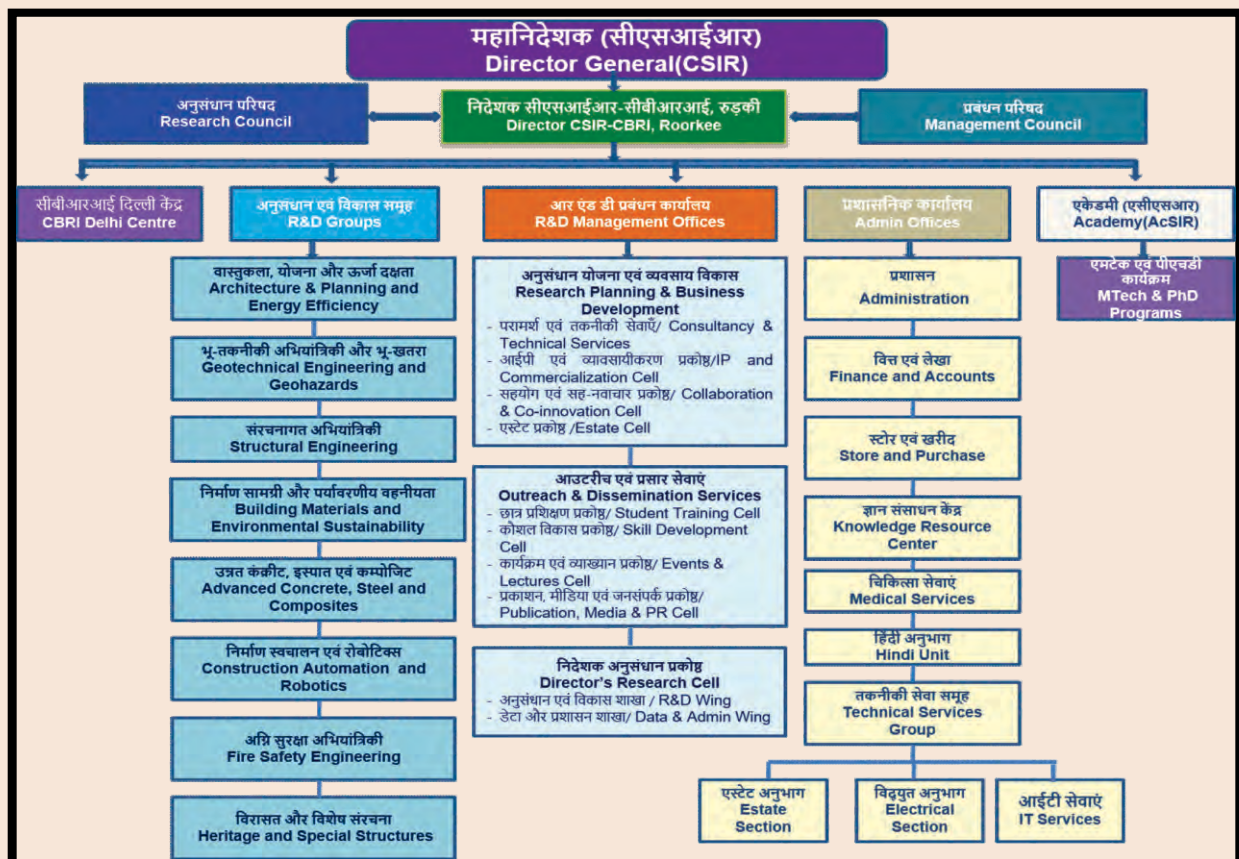 महानिदेशक (सीएसआईआर)
Director General(CSIR)
अनुसंधान परिषद
Research Council
निदेशक सीएसआईआर-सीबीआरआई, रुड़की
Director CSIR-CBRI, Roorkee
प्रबंधन परिषद
Management Council
सीबीआरआई दिल्ली केंद्र
CBRI Delhi Centre
अनुसंधान एवं विकास समूह
R&D Groups
आर एंड डी प्रबंधन कार्यालय
R&D Management Offices
प्रशासनिक कार्यालय
Admin Offices
एकेडमी (एसीएसआर)
Academy(AcSIR)
वास्तुकला, योजना और ऊर्जा दक्षता
Architecture & Planning and
Energy Efficiency
भू-तकनीकी अभियांत्रिकी और भू-खतरा
Geotechnical Engineering and
Geohazards
संरचनागत अभियांत्रिकी
Structural Engineering
निर्माण सामग्री और पर्यावरणीय वहनीयता
Building Materials and
Environmental Sustainability
उन्नत कंक्रीट, इस्पात एवं कम्पोजिट
Advanced Concrete, Steel and
Composites
निर्माण स्वचालन एवं रोबोटिक्स
Construction Automation and
Robotics
अग्नि सुरक्षा अभियांत्रिकी
Fire Safety Engineering
विरासत और विशेष संरचना
Heritage and Special Structures
अनुसंधान योजना एवं व्यवसाय विकास
Research Planning & Business
Development
- परामर्श एवं तकनीकी सेवाएँ/ Consultancy &
Technical Services
- आईपी एवं व्यावसायीकरण प्रकोष्ठ/IP and
Commercialization Cell
- सहयोग एवं सह-नवाचार प्रकोष्ठ/ Collaboration
& Co-innovation Cell
- एस्टेट प्रकोष्ठ /Estate Cell
आउटरीच एवं प्रसार सेवाएं
Outreach & Dissemination Services
- छात्र प्रशिक्षण प्रकोष्ठ/ Student Training Cell
- कौशल विकास प्रकोष्ठ/ Skill Development
Cell
- कार्यक्रम एवं व्याख्यान प्रकोष्ठ/ Events &
Lectures Cell
- प्रकाशन, मीडिया एवं जनसंपर्क प्रकोष्ठ/
Publication, Media & PR Cell
निदेशक अनुसंधान प्रकोष्ठ
Director's Research Cell
- अनुसंधान एवं विकास शाखा / R&D Wing
- डेटा और प्रशासन शाखा/ Data & Admin Wing
प्रशासन
Administration
वित्त एवं लेखा
Finance and Accounts
स्टोर एवं खरीद
Store and Purchase
ज्ञान संसाधन केंद्र
Knowledge Resource
Center
चिकित्सा सेवाएं
Medical Services
हिंदी अनुभाग
Hindi Unit
तकनीकी सेवा समूह
Technical Services
Group
एस्टेट अनुभाग
Estate
Section
विद्युत अनुभाग
Electrical
Section
आईटी सेवाएं
IT Services
एमटेक एवं पीएचडी
कार्यक्रम
MTech & PhD
Programs